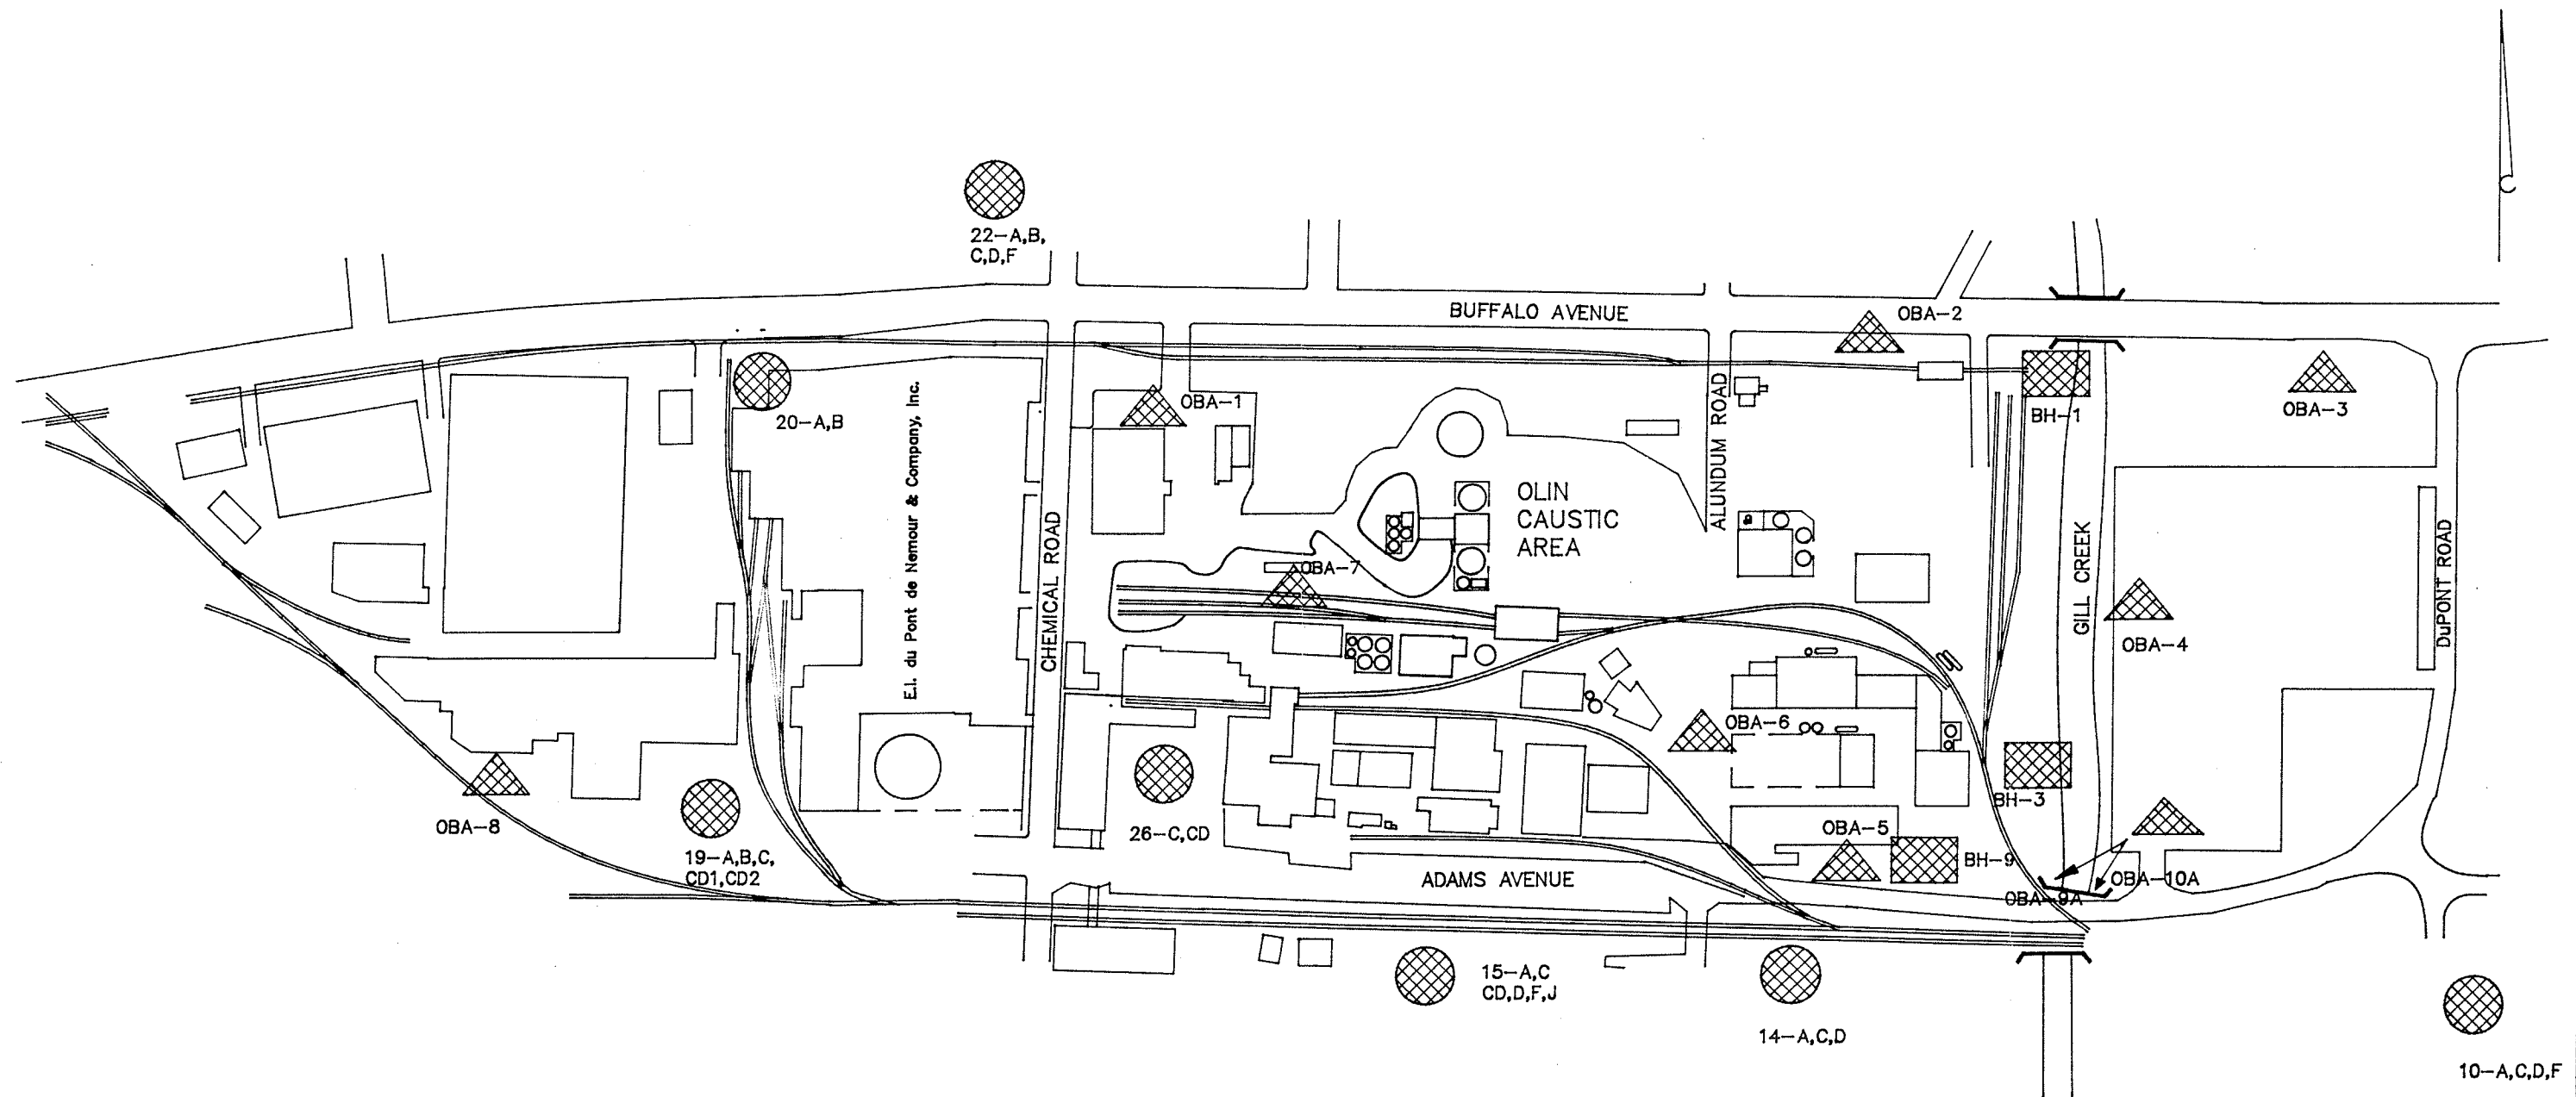 22-A,B,
C,D,F
BUFFALO AVENUE
OBA-2
20-A,B
OBA-1
BH-1
OBA-3
E.I. du Pont de Nemour & Company, Inc.
CHEMICAL ROAD
ALUNDUM ROAD
OLIN
CAUSTIC
AREA
OBA-7
GILL CREEK
OBA-4
DuPONT ROAD
OBA-6
OBA-8
19-A,B,C,
CD1,CD2
26-C,CD
OBA-5
BH-3
BH-9
ADAMS AVENUE
OBA-9A
OBA-10A
15-A,C
CD,D,F,J
14-A,C,D
10-A,C,D,F